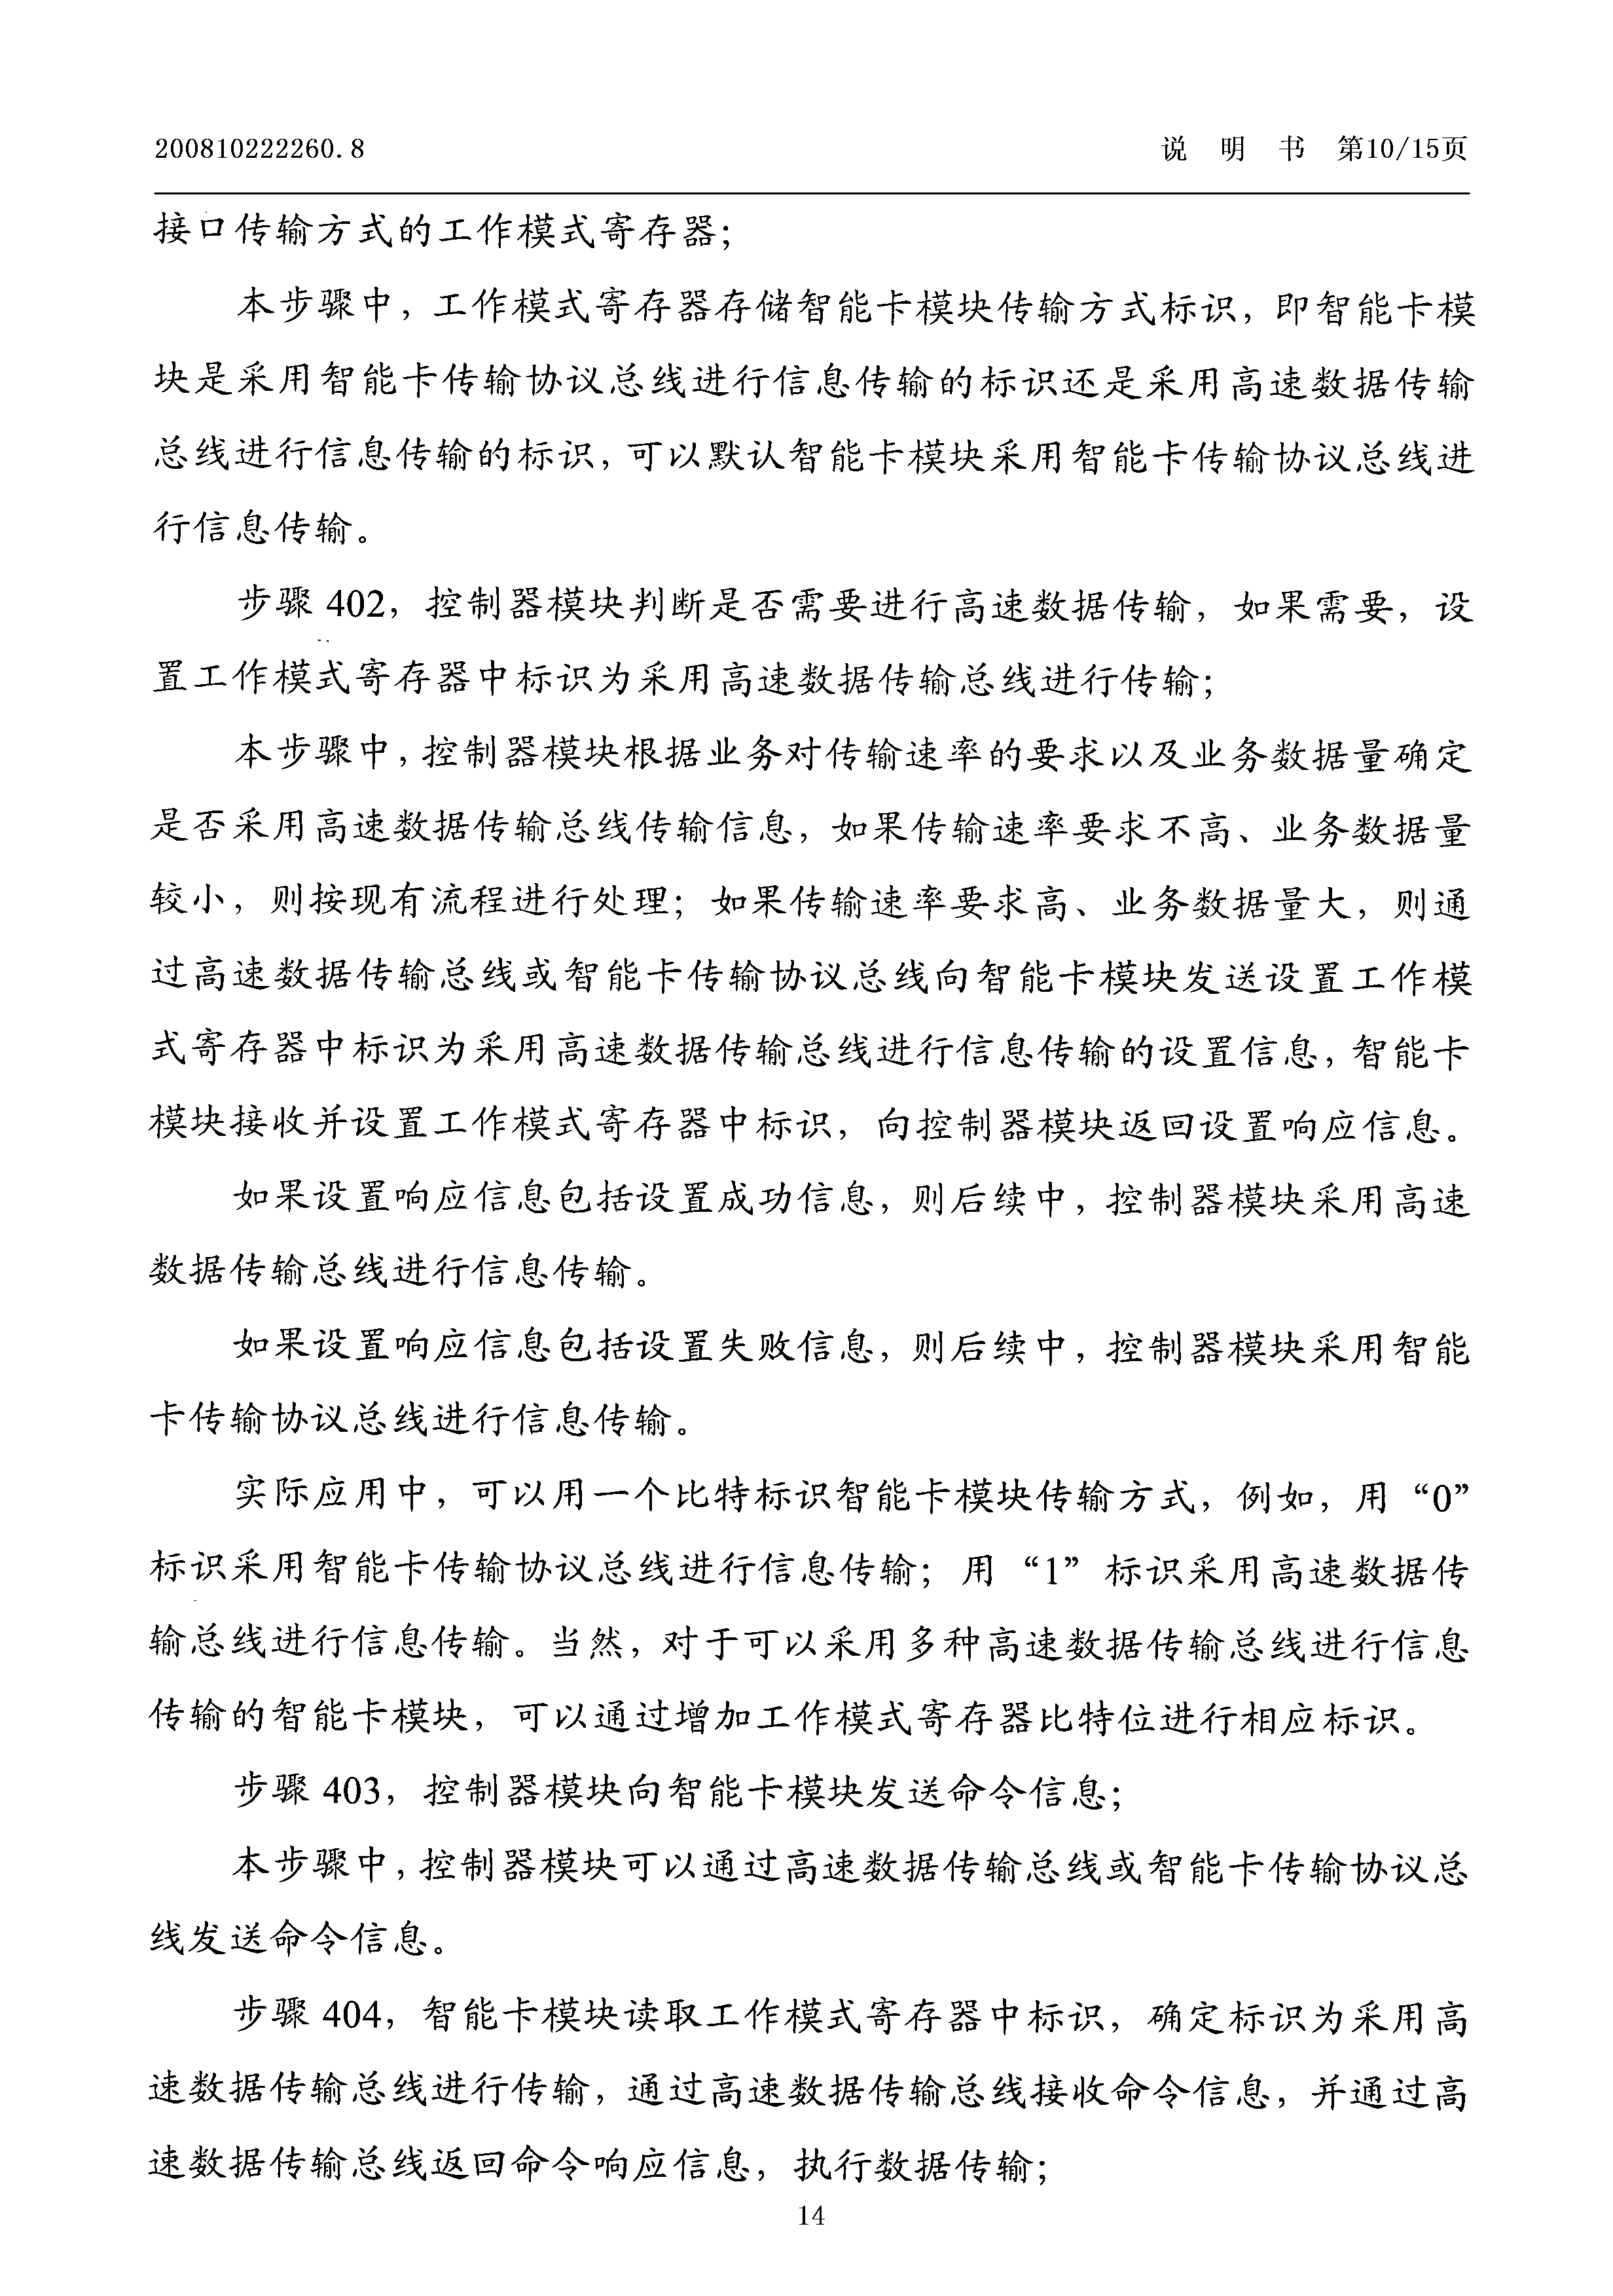 200810222260.8
说 明 书 第10/15页
接口传输方式的工作模式寄存器；
本步骤中，工作模式寄存器存储智能卡模块传输方式标识，即智能卡模
块是采用智能卡传输协议总线进行信息传输的标识还是采用高速数据传输
总线进行信息传输的标识，可以默认智能卡模块采用智能卡传输协议总线进
行信息传输。
步骤 402，控制器模块判断是否需要进行高速数据传输，如果需要，设
置工作模式寄存器中标识为采用高速数据传输总线进行传输；
本步骤中，控制器模块根据业务对传输速率的要求以及业务数据量确定
是否采用高速数据传输总线传输信息，如果传输速率要求不高、业务数据量
较小，则按现有流程进行处理；如果传输速率要求高、业务数据量大，则通
过高速数据传输总线或智能卡传输协议总线向智能卡模块发送设置工作模
式寄存器中标识为采用高速数据传输总线进行信息传输的设置信息，智能卡
模块接收并设置工作模式寄存器中标识，向控制器模块返回设置响应信息。
如果设置响应信息包括设置成功信息，则后续中，控制器模块采用高速
数据传输总线进行信息传输。
如果设置响应信息包括设置失败信息，则后续中，控制器模块采用智能
卡传输协议总线进行信息传输。
实际应用中，可以用一个比特标识智能卡模块传输方式，例如，用“0”
标识采用智能卡传输协议总线进行信息传输；用“1”标识采用高速数据传
输总线进行信息传输。当然，对于可以采用多种高速数据传输总线进行信息
传输的智能卡模块，可以通过增加工作模式寄存器比特位进行相应标识。
步骤 403，控制器模块向智能卡模块发送命令信息；
本步骤中，控制器模块可以通过高速数据传输总线或智能卡传输协议总
线发送命令信息。
步骤 404，智能卡模块读取工作模式寄存器中标识，确定标识为采用高
速数据传输总线进行传输，通过高速数据传输总线接收命令信息，并通过高
速数据传输总线返回命令响应信息，执行数据传输；
14